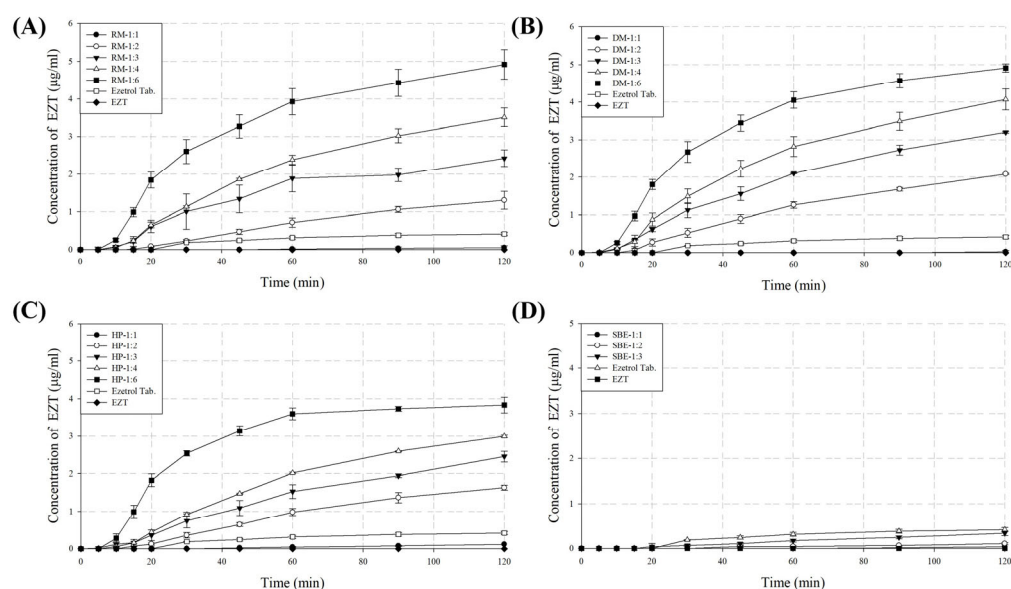 (A)
RM-1:1
RM-1:2
RM-1:3
RM-1:4
RM-1:6
Ezetrol Tab.
EZT
Concentration of EZT (μg/ml)
6
5
4
3
2
1
0
0 20 40 60 80 100 120
Time (min)
(B)
DM-1:1
DM-1:2
DM-1:3
DM-1:4
DM-1:6
Ezetrol Tab.
EZT
Concentration of EZT (μg/ml)
6
5
4
3
2
1
0
0 20 40 60 80 100 120
Time (min)
(C)
HP-1:1
HP-1:2
HP-1:3
HP-1:4
HP-1:6
Ezetrol Tab.
EZT
Concentration of EZT (μg/ml)
6
5
4
3
2
1
0
0 20 40 60 80 100 120
Time (min)
(D)
SBE-1:1
SBE-1:2
SBE-1:3
Ezetrol Tab.
EZT
Concentration of EZT (μg/ml)
5
4
3
2
1
0
0 20 40 60 80 100 120
Time (min)